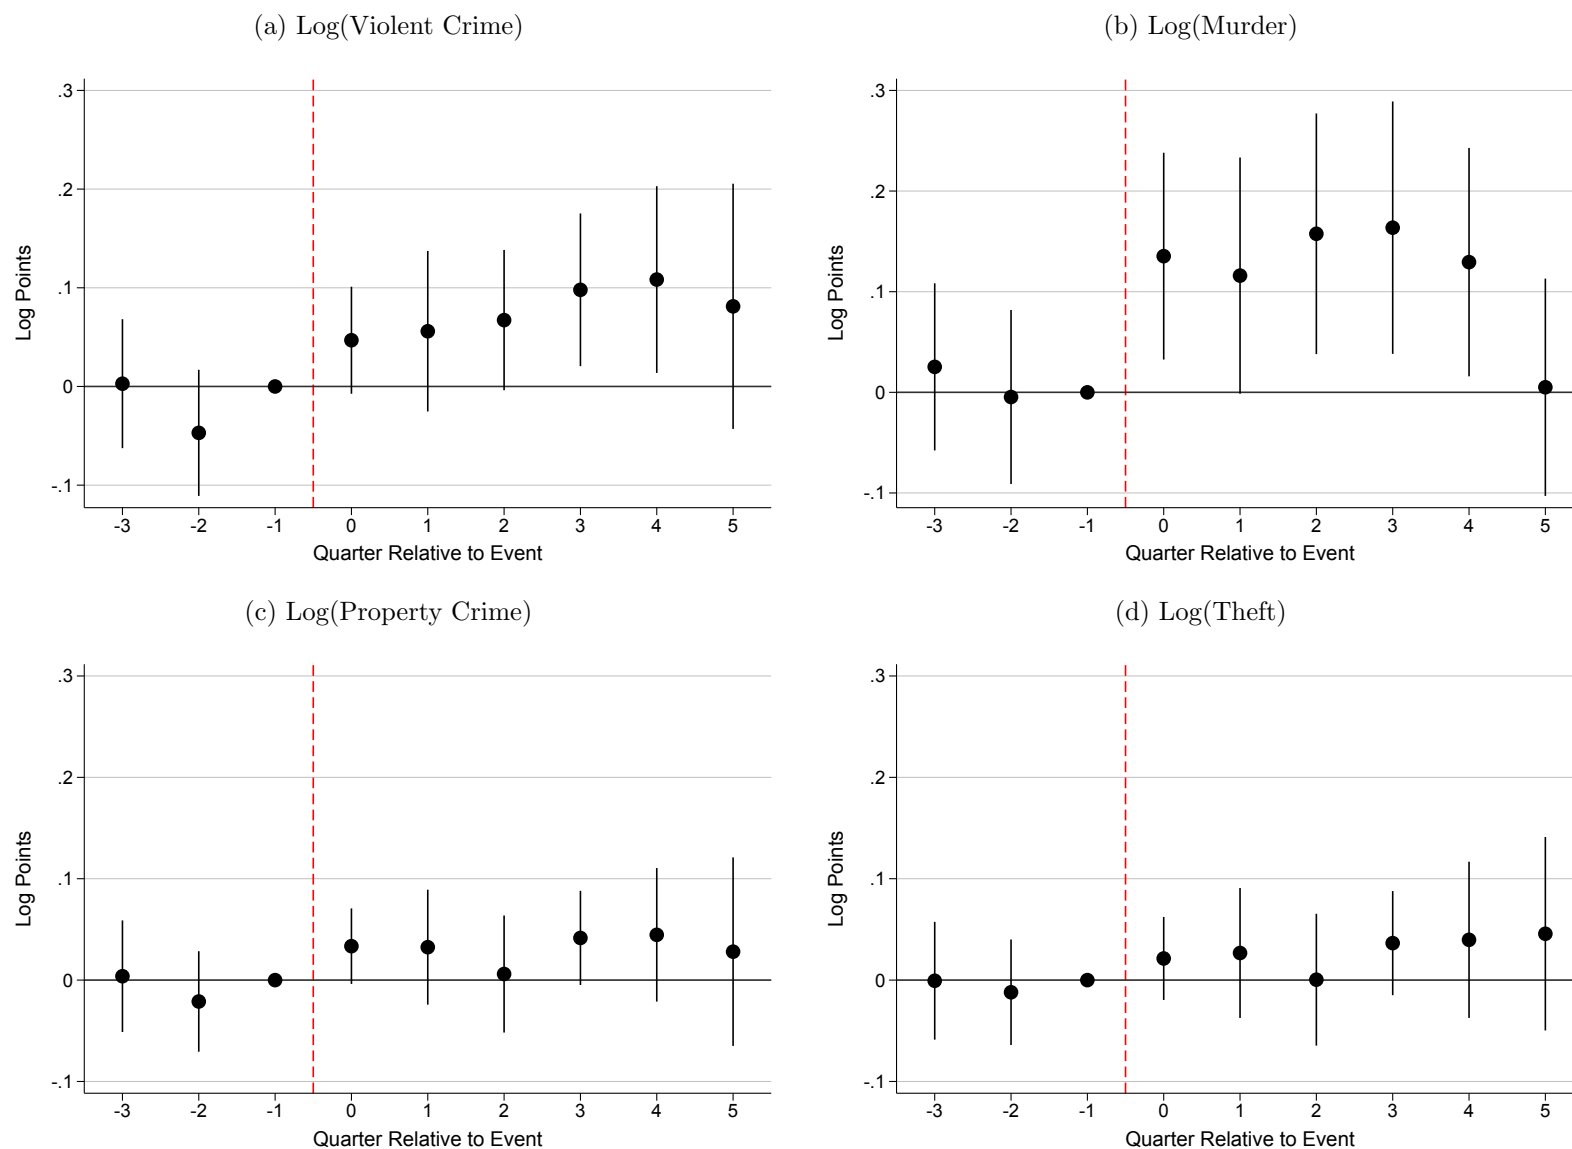 (a) Log(Violent Crime)
.3
.2
.1
0
-.1
Log Points
-3 -2 -1 0 1 2 3 4 5
Quarter Relative to Event
(b) Log(Murder)
.3
.2
.1
0
-.1
Log Points
-3 -2 -1 0 1 2 3 4 5
Quarter Relative to Event
(c) Log(Property Crime)
.3
.2
.1
0
-.1
Log Points
-3 -2 -1 0 1 2 3 4 5
Quarter Relative to Event
(d) Log(Theft)
.3
.2
.1
0
-.1
Log Points
-3 -2 -1 0 1 2 3 4 5
Quarter Relative to Event